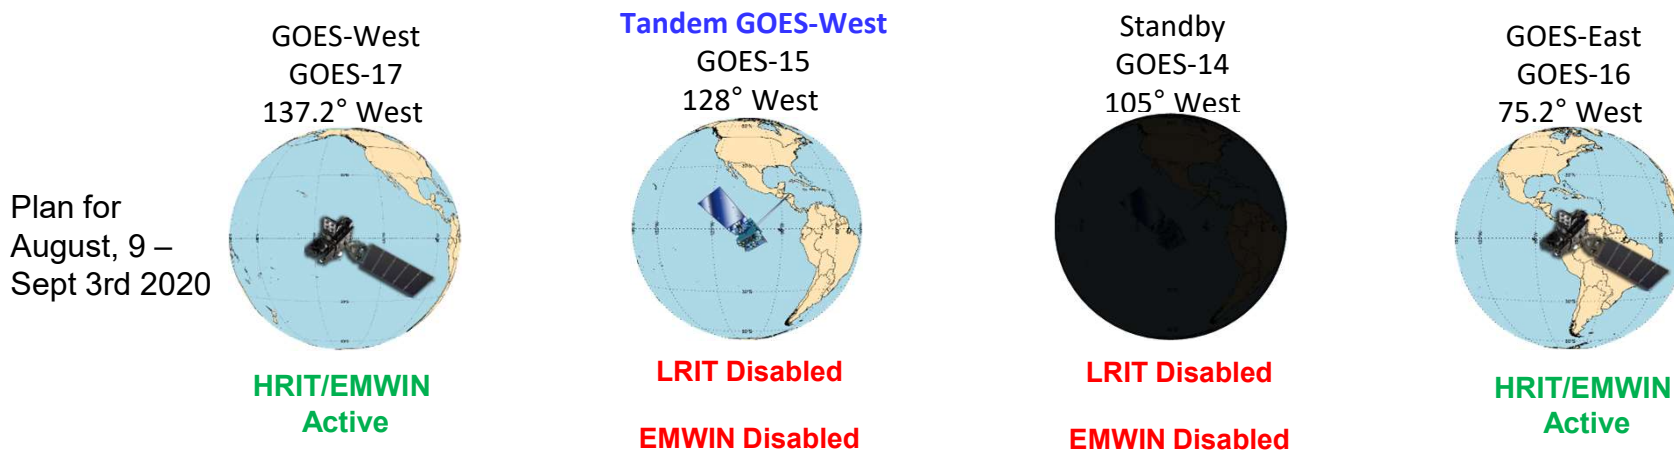 Plan for
August, 9 –
Sept 3rd 2020
GOES-West
GOES-17
137.2° West
HRIT/EMWIN
Active
Tandem GOES-West
GOES-15
128° West
LRIT Disabled
EMWIN Disabled
Standby
GOES-14
105° West
LRIT Disabled
EMWIN Disabled
GOES-East
GOES-16
75.2° West
HRIT/EMWIN
Active